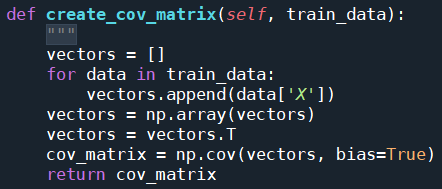 def create_cov_matrix(self, train_data):
    """
    vectors = []
    for data in train_data:
        vectors.append(data['X'])
    vectors = np.array(vectors)
    vectors = vectors.T
    cov_matrix = np.cov(vectors, bias=True)
    return cov_matrix